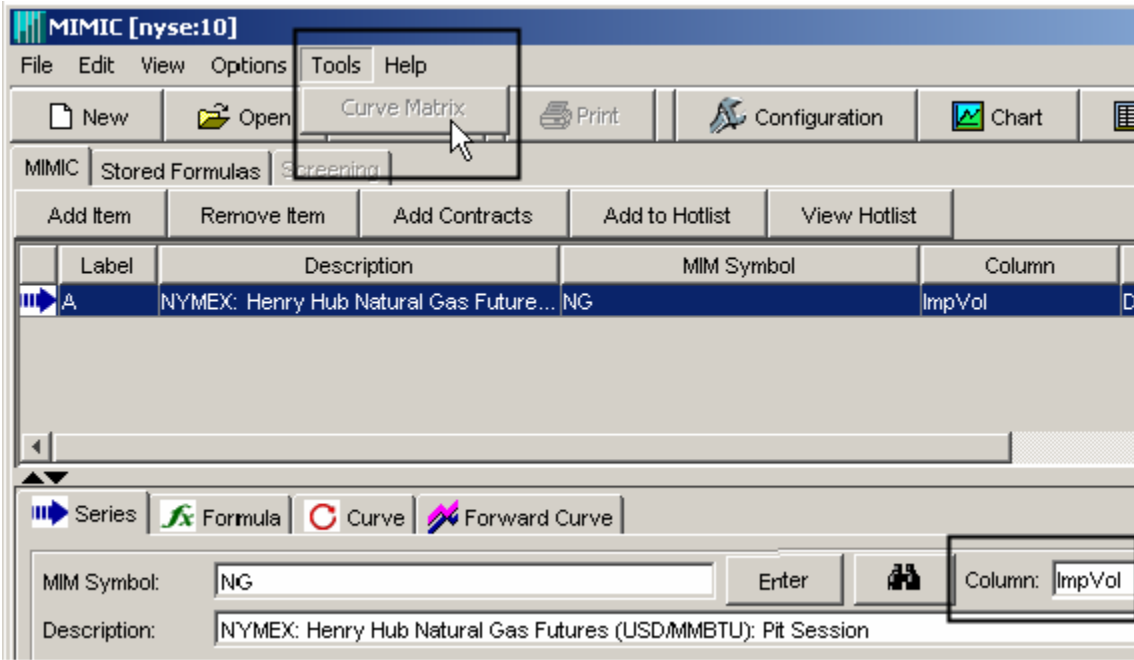 MIMIC [nyse:10]
File Edit View Options Tools Help
Curve Matrix
New Open Print Configuration Chart
MIMIC Stored Formulas Screening
Add Item Remove Item Add Contracts Add to Hotlist View Hotlist
Label Description MIM Symbol Column
A NYMEX: Henry Hub Natural Gas Future... NG ImpVol D
Series fx Formula Curve Forward Curve
MIM Symbol: NG Enter Column: ImpVol
Description: NYMEX: Henry Hub Natural Gas Futures (USD/MMBTU): Pit Session